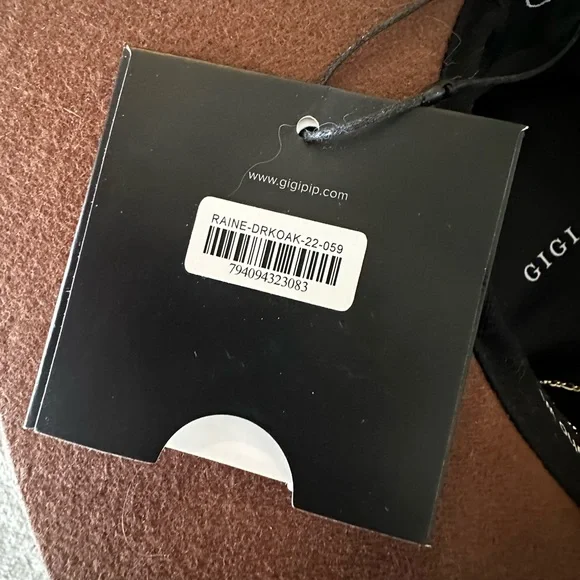 www.gigipip.com
RAINE-DRKOAK-22-059
794094323083
GIGI